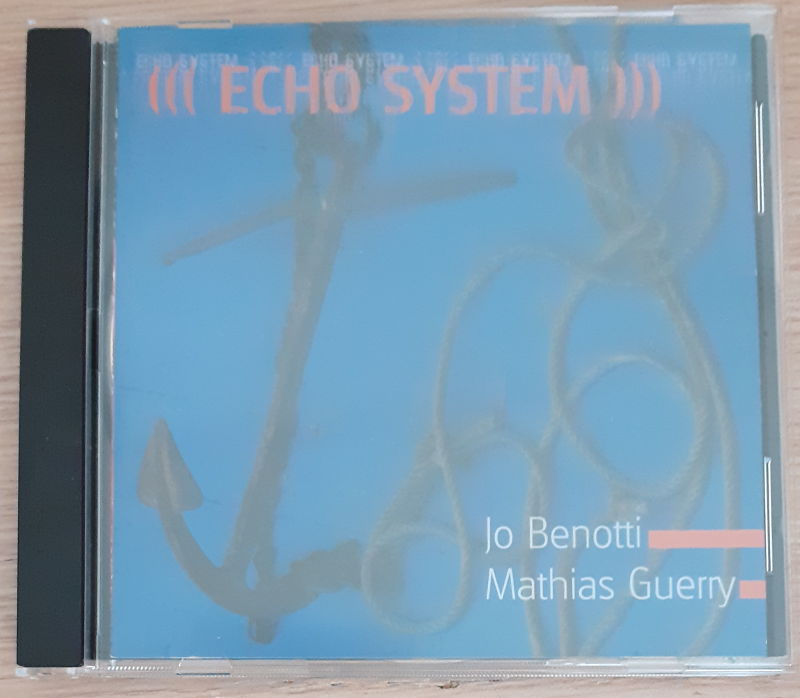 ECHO SYSTEM ECHO SYSTEM ECHO SYSTEM ECHO SYSTEM
((( ECHO SYSTEM )))
Jo Benotti
Mathias Guerry